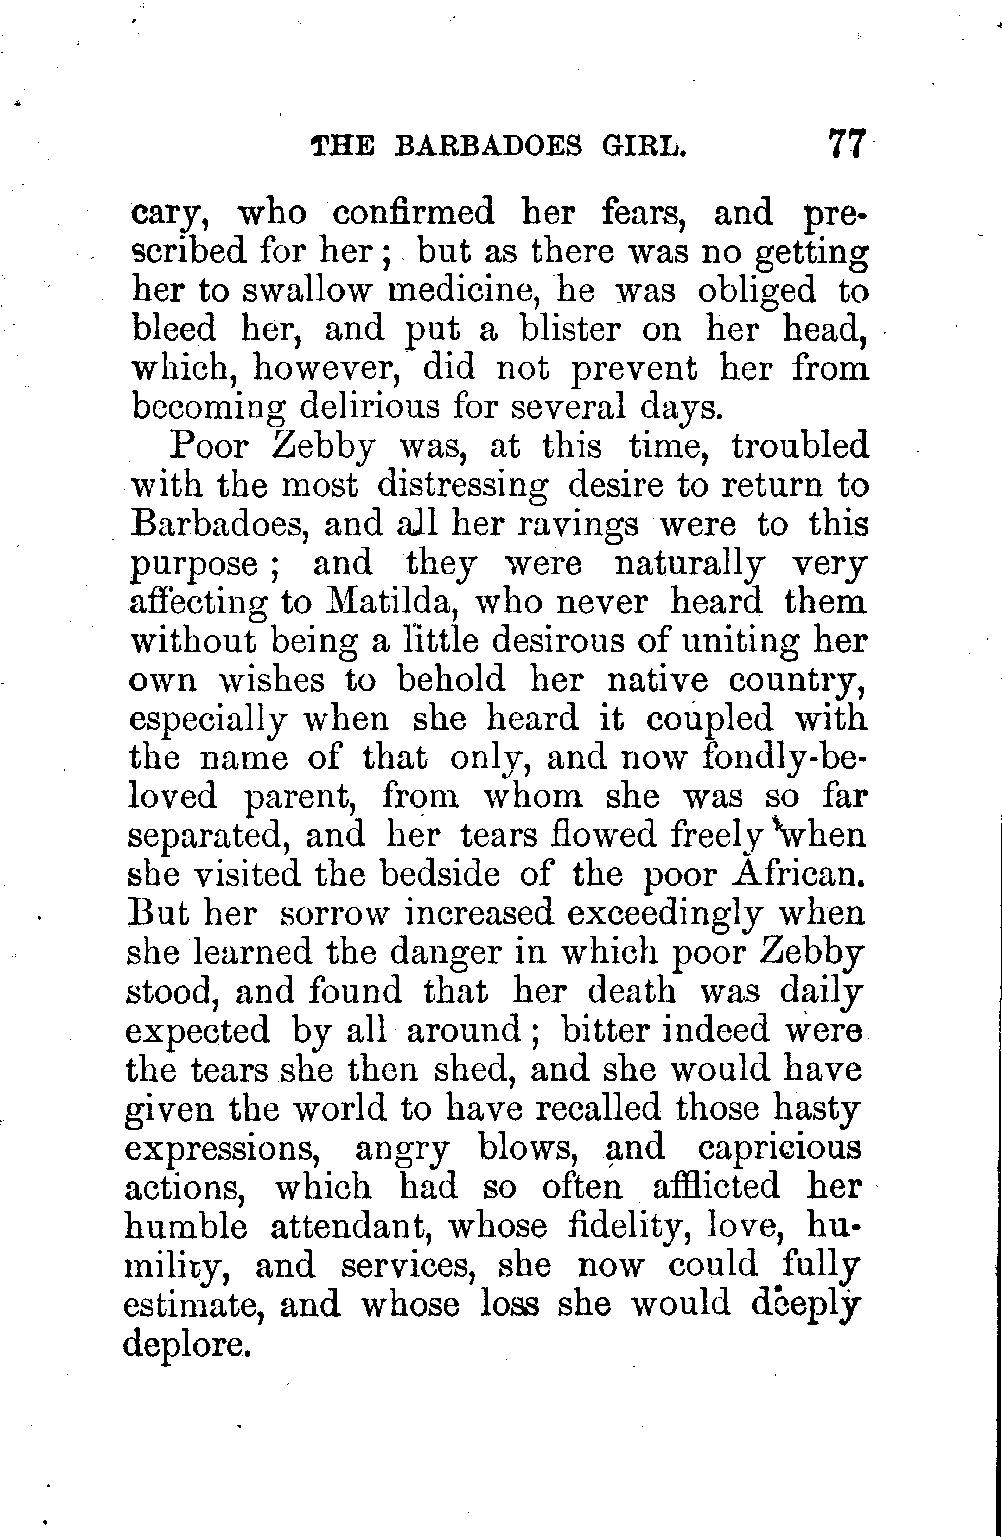 THE BARBADOES GIRL. 77
cary, who confirmed her fears, and pre-
scribed for her; but as there was no getting
her to swallow medicine, he was obliged to
bleed her, and put a blister on her head,
which, however, did not prevent her from
becoming delirious for several days.
Poor Zebby was, at this time, troubled
with the most distressing desire to return to
Barbadoes, and all her ravings were to this
purpose; and they were naturally very
affecting to Matilda, who never heard them
without being a little desirous of uniting her
own wishes to behold her native country,
especially when she heard it coupled with
the name of that only, and now fondly-be-
loved parent, from whom she was so far
separated, and her tears flowed freely when
she visited the bedside of the poor African.
But her sorrow increased exceedingly when
she learned the danger in which poor Zebby
stood, and found that her death was daily
expected by all around; bitter indeed were
the tears she then shed, and she would have
given the world to have recalled those hasty
expressions, angry blows, and capricious
actions, which had so often afflicted her
humble attendant, whose fidelity, love, hu-
mility, and services, she now could fully
estimate, and whose loss she would deeply
deplore.